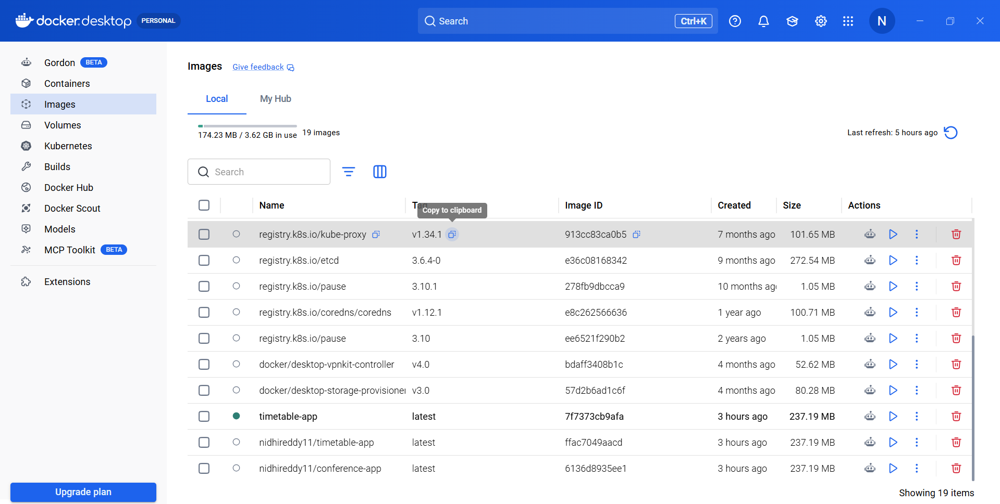 docker.desktop PERSONAL
Search Ctrl+K
N
Gordon BETA
Containers
Images
Volumes
Kubernetes
Builds
Docker Hub
Docker Scout
Models
MCP Toolkit BETA
Extensions
Upgrade plan
Images Give feedback
Local My Hub
174.23 MB / 3.62 GB in use 19 images
Last refresh: 5 hours ago
Search
Name Image ID Created Size Actions
Copy to clipboard
registry.k8s.io/kube-proxy v1.34.1 913cc83ca0b5 7 months ago 101.65 MB
registry.k8s.io/etcd 3.6.4-0 e36c08168342 9 months ago 272.54 MB
registry.k8s.io/pause 3.10.1 278fb9dbcca9 10 months ag 1.05 MB
registry.k8s.io/coredns/coredns v1.12.1 e8c262566636 1 year ago 100.71 MB
registry.k8s.io/pause 3.10 ee6521f290b2 2 years ago 1.05 MB
docker/desktop-vpnkit-controller v4.0 bdaff3408b1c 4 months ago 52.62 MB
docker/desktop-storage-provisioner v3.0 57d2b6ad1c6f 4 months ago 80.28 MB
timetable-app latest 7f7373cb9afa 3 hours ago 237.19 MB
nidhireddy11/timetable-app latest ffac7049aacd 3 hours ago 237.19 MB
nidhireddy11/conference-app latest 6136d8935ee1 3 hours ago 237.19 MB
Showing 19 items